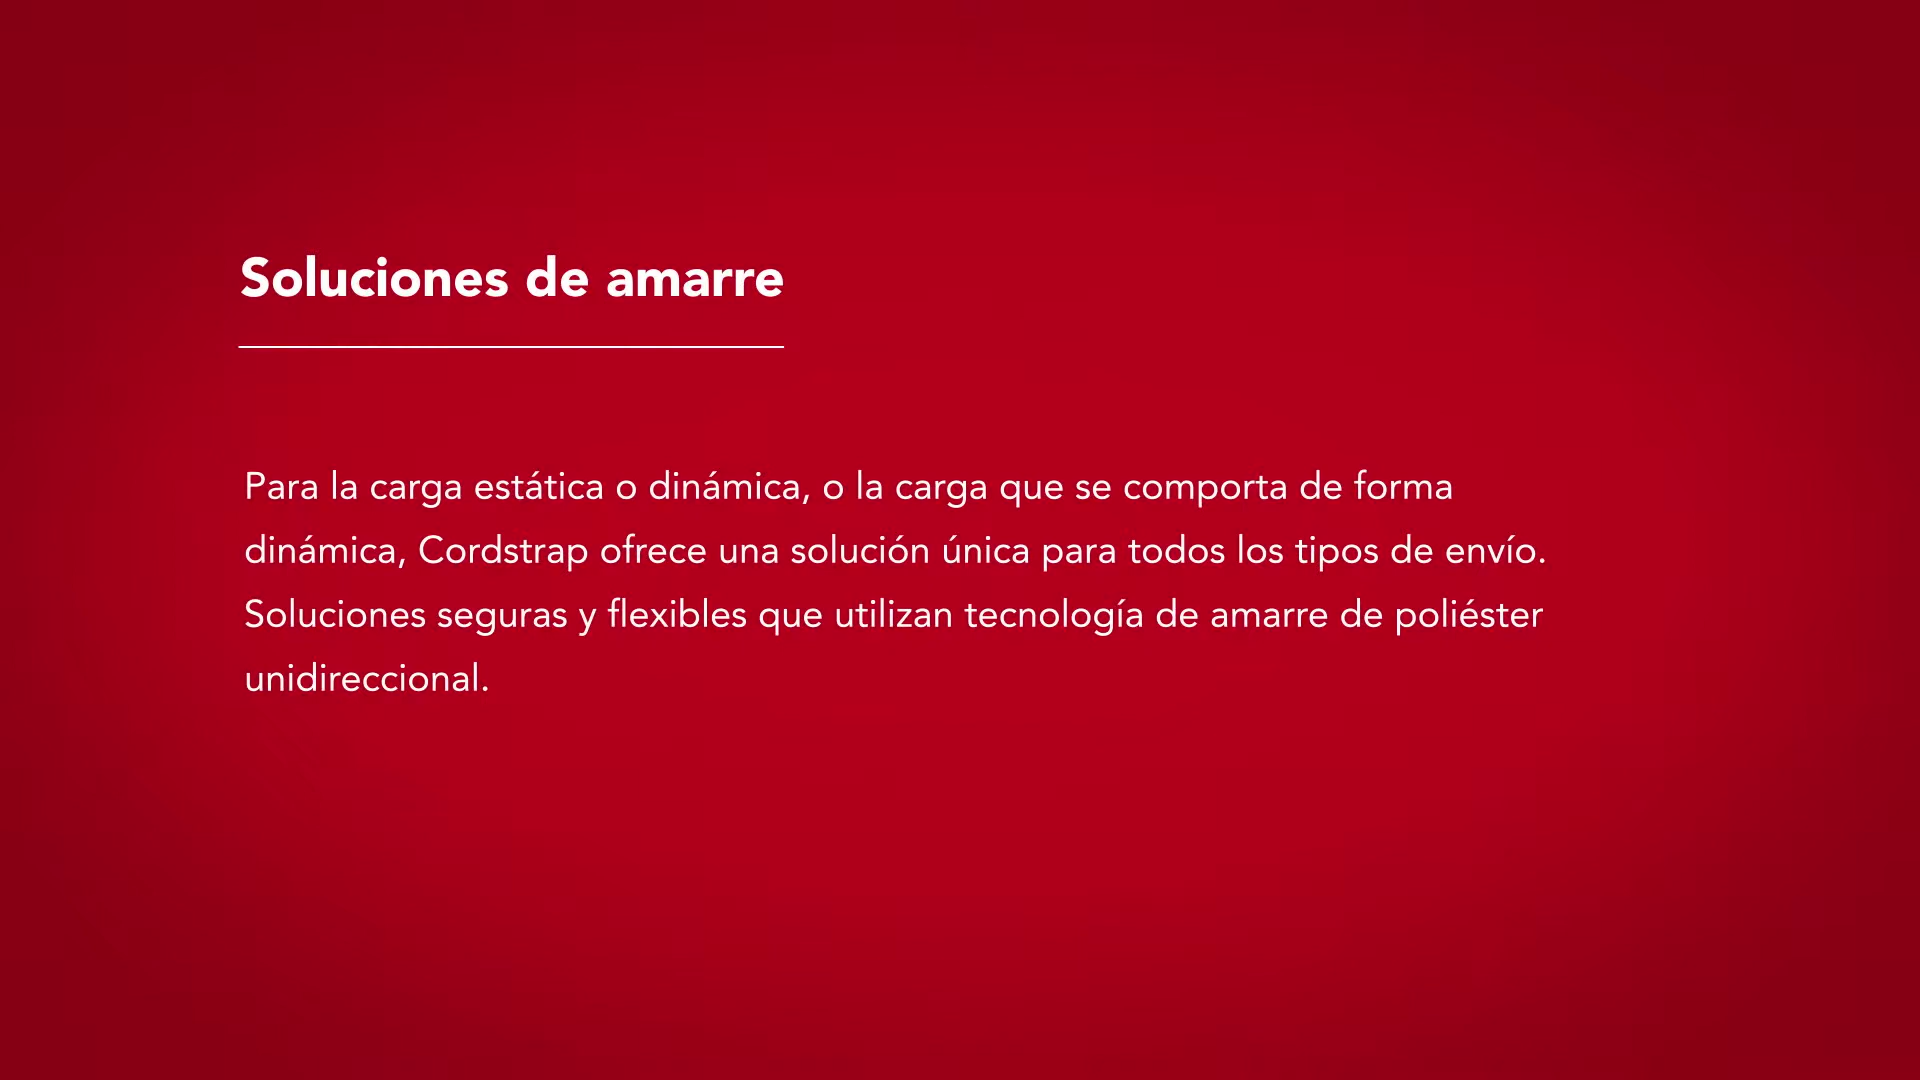 Soluciones de amarre
Para la carga estática o dinámica, o la carga que se comporta de forma
dinámica, Cordstrap ofrece una solución única para todos los tipos de envío.
Soluciones seguras y flexibles que utilizan tecnología de amarre de poliéster
unidireccional.